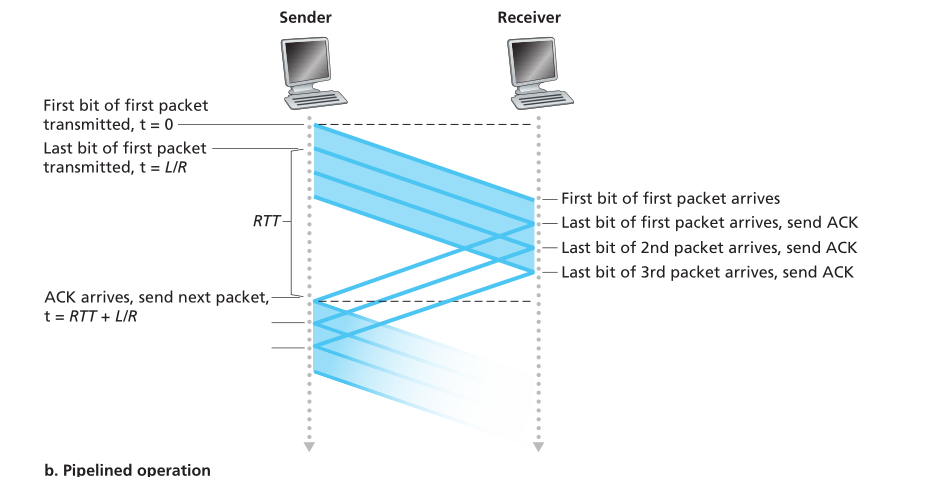 Sender
Receiver
First bit of first packet
transmitted, t = 0
Last bit of first packet
transmitted, t = L/R
First bit of first packet arrives
Last bit of first packet arrives, send ACK
RTT
Last bit of 2nd packet arrives, send ACK
Last bit of 3rd packet arrives, send ACK
ACK arrives, send next packet,
t = RTT + L/R
b. Pipelined operation